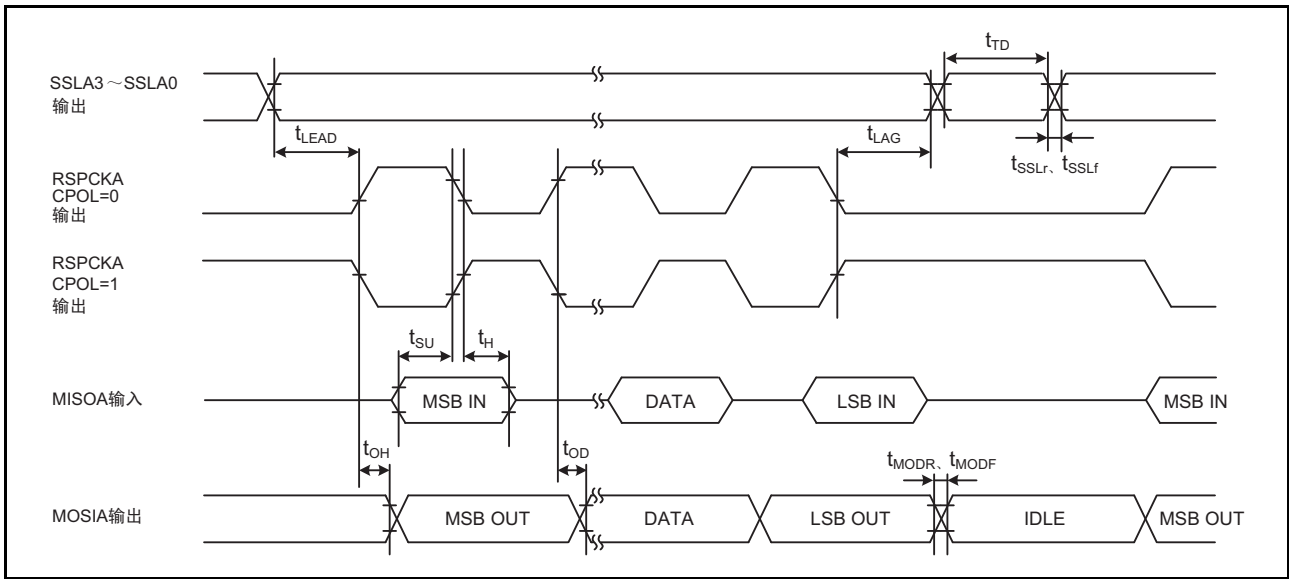 tTD
SSLA3～SSLA0
输出
tLEAD
tLAG
tSSLr、tSSLf
RSPCKA
CPOL=0
输出
RSPCKA
CPOL=1
输出
tSU
tH
MISOA输入
MSB IN
DATA
LSB IN
MSB IN
tOH
tOD
tMODR、tMODF
MOSIA输出
MSB OUT
DATA
LSB OUT
IDLE
MSB OUT